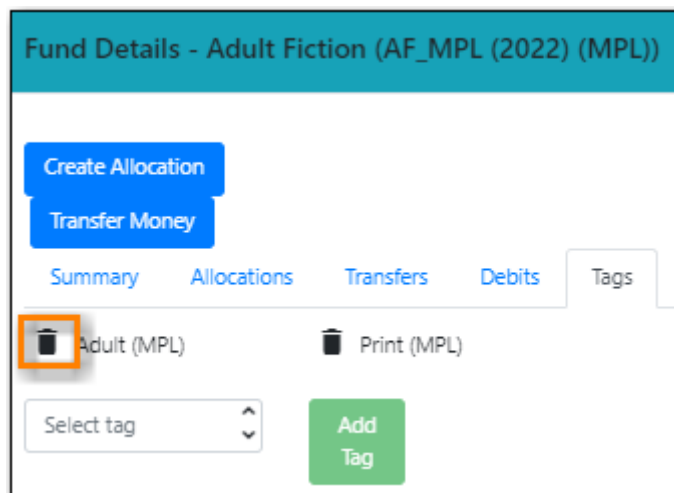 Fund Details - Adult Fiction (AF_MPL (2022) (MPL))
Create Allocation
Transfer Money
Summary Allocations Transfers Debits Tags
Adult (MPL) Print (MPL)
Select tag
Add
Tag